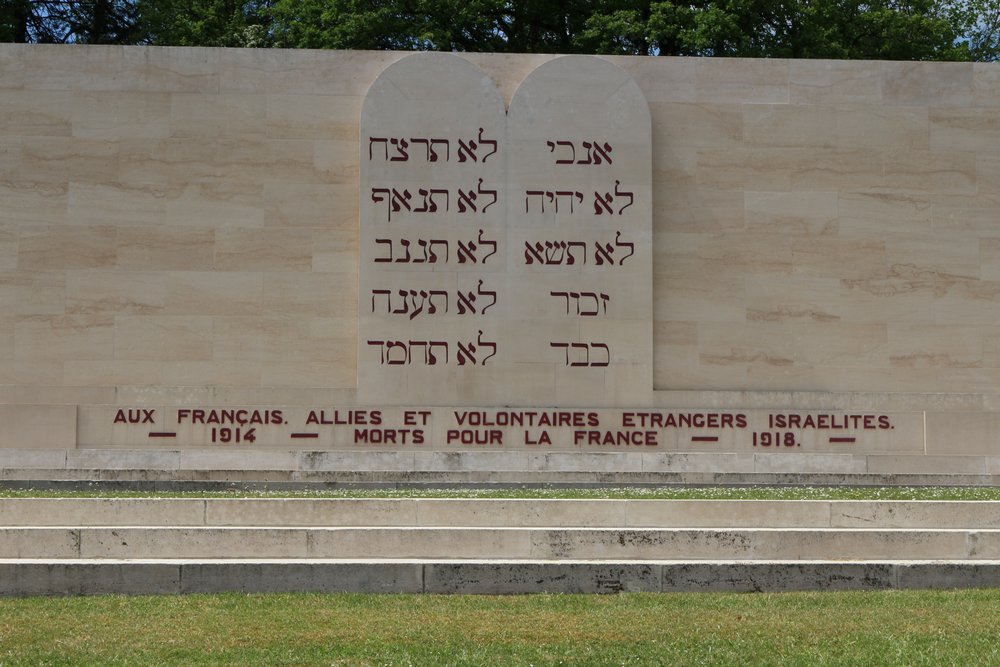 אנכי
לא יהיה
לא תשא
זכור
כבד
לא תרצח
לא תנאף
לא תגנב
לא תענה
לא תחמד
AUX FRANÇAIS. ALLIES ET VOLONTAIRES ETRANGERS ISRAELITES.
— 1914 — MORTS POUR LA FRANCE — 1918. —